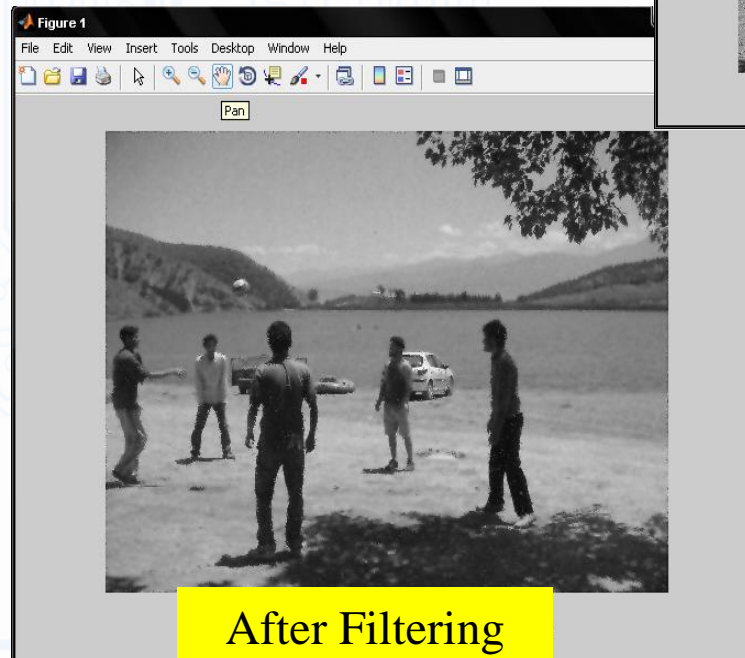 Figure 1
File Edit View Insert Tools Desktop Window Help
Pan
After Filtering